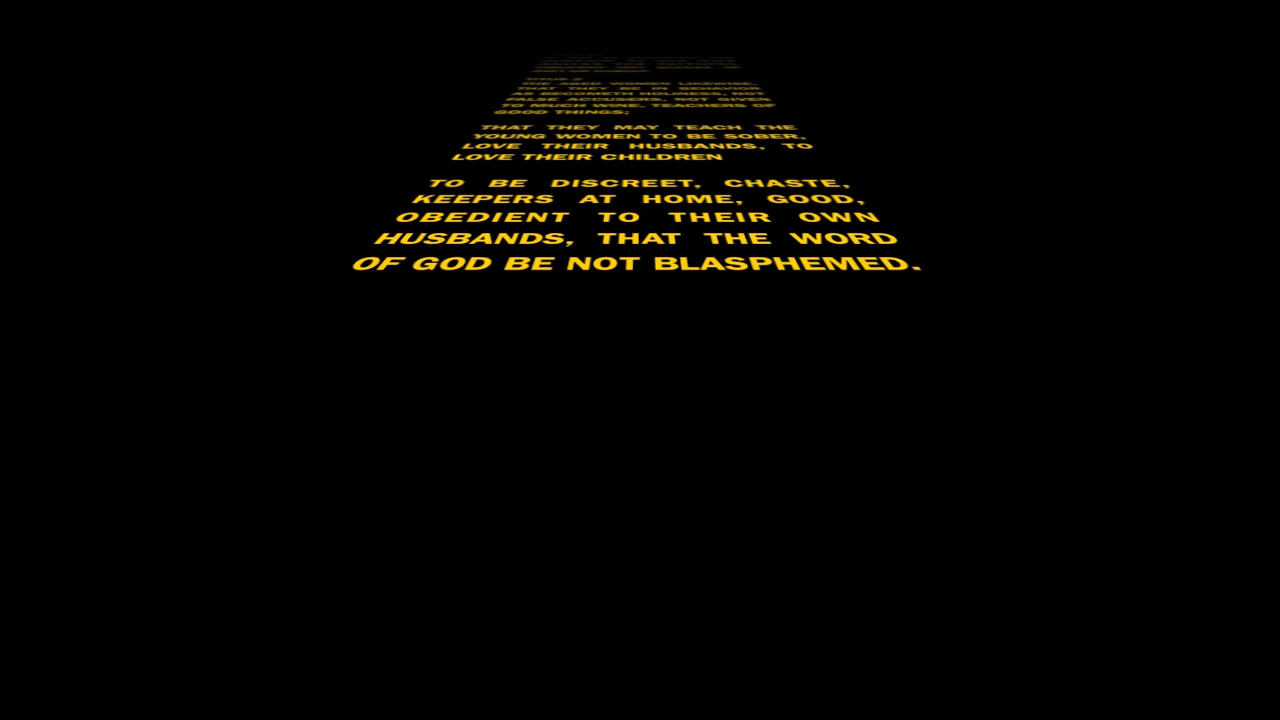 TITUS 2
THE AGED WOMEN LIKEWISE,
THAT THEY BE IN BEHAVIOR
AS BECOMETH HOLINESS, NOT
FALSE ACCUSERS, NOT GIVEN
TO MUCH WINE, TEACHERS OF
GOOD THINGS;
THAT THEY MAY TEACH THE
YOUNG WOMEN TO BE SOBER,
LOVE THEIR HUSBANDS, TO
LOVE THEIR CHILDREN
TO BE DISCREET, CHASTE,
KEEPERS AT HOME, GOOD,
OBEDIENT TO THEIR OWN
HUSBANDS, THAT THE WORD
OF GOD BE NOT BLASPHEMED.